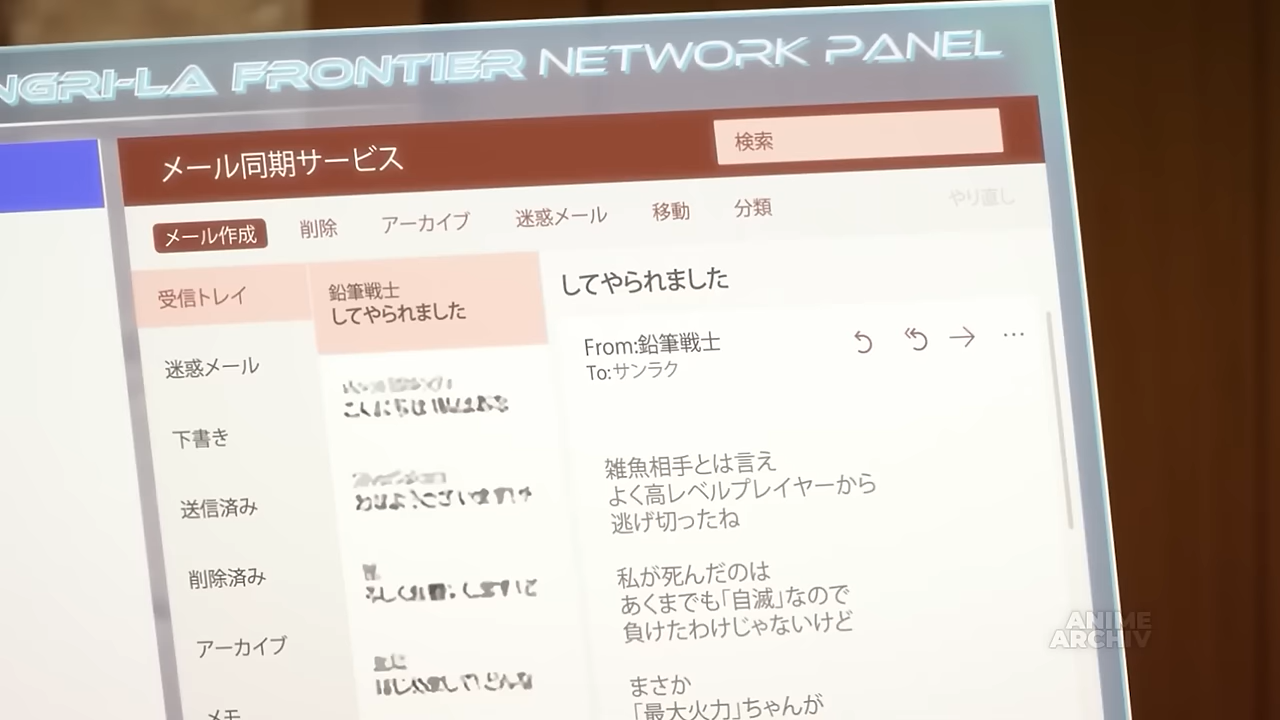 NGRI-LA FRONTIER NETWORK PANEL
メール同期サービス
検索
メール作成
削除
アーカイブ
迷惑メール
移動
分類
やり直し
受信トレイ
迷惑メール
下書き
送信済み
削除済み
アーカイブ
メモ
鉛筆戦士
してやられました
してやられました
From:鉛筆戦士
To:サンラク
雑魚相手とは言え
よく高レベルプレイヤーから
逃げ切ったね
私が死んだのは
あくまでも「自滅」なので
負けたわけじゃないけど
まさか
「最大火力」ちゃんが
ANIME
ARCHIV